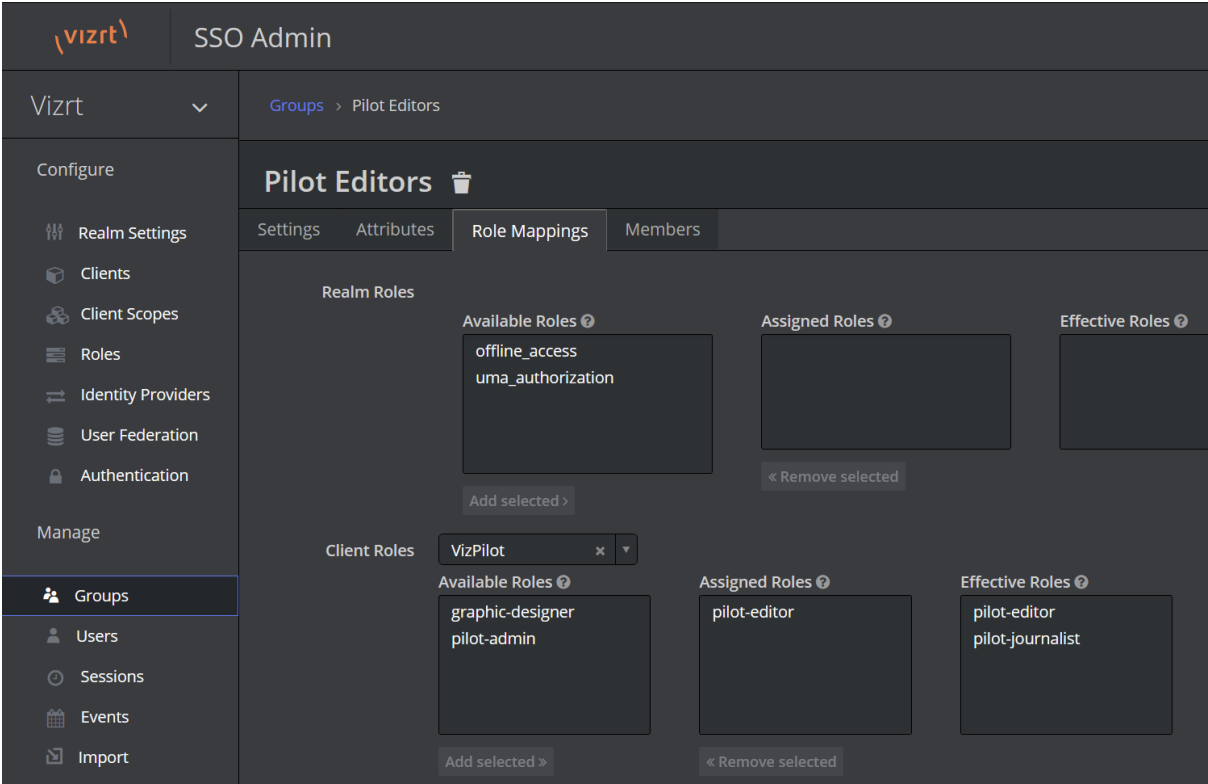 vizrt
SSO Admin
Vizrt
Groups > Pilot Editors
Configure
Pilot Editors
Realm Settings
Clients
Client Scopes
Roles
Identity Providers
User Federation
Authentication
Manage
Groups
Users
Sessions
Events
Import
Settings Attributes Role Mappings Members
Realm Roles
Available Roles ?
offline_access
uma_authorization
Add selected >
Assigned Roles ?
« Remove selected
Effective Roles ?
Client Roles VizPilot
Available Roles ?
graphic-designer
pilot-admin
Add selected »
Assigned Roles ?
pilot-editor
« Remove selected
Effective Roles ?
pilot-editor
pilot-journalist